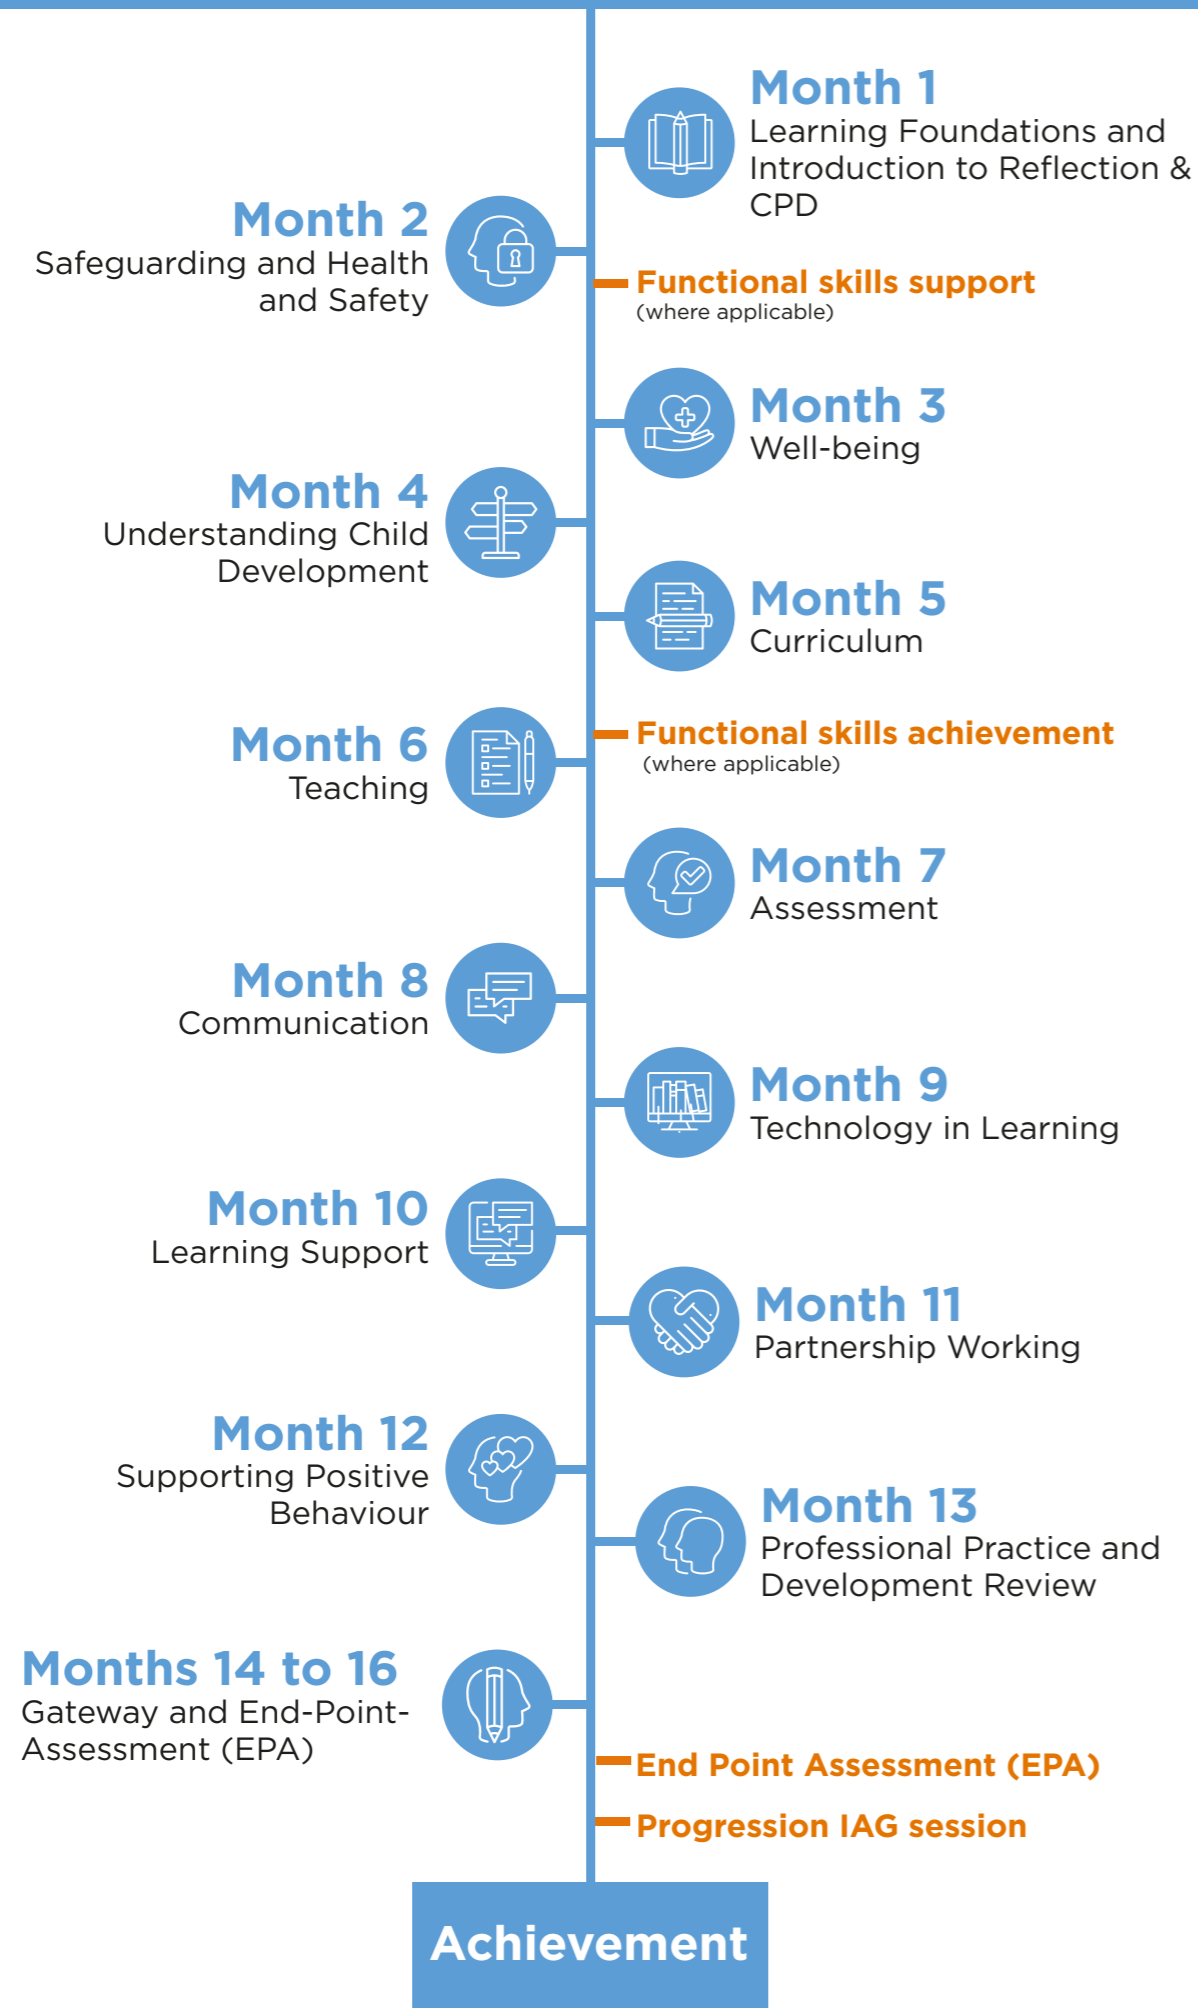 Month 1
Learning Foundations and
Introduction to Reflection &
CPD
Month 2
Safeguarding and Health
and Safety
Functional skills support
(where applicable)
Month 3
Well-being
Month 4
Understanding Child
Development
Month 5
Curriculum
Functional skills achievement
(where applicable)
Month 6
Teaching
Month 7
Assessment
Month 8
Communication
Month 9
Technology in Learning
Month 10
Learning Support
Month 11
Partnership Working
Month 12
Supporting Positive
Behaviour
Month 13
Professional Practice and
Development Review
Months 14 to 16
Gateway and End-Point-
Assessment (EPA)
End Point Assessment (EPA)
Progression IAG session
Achievement